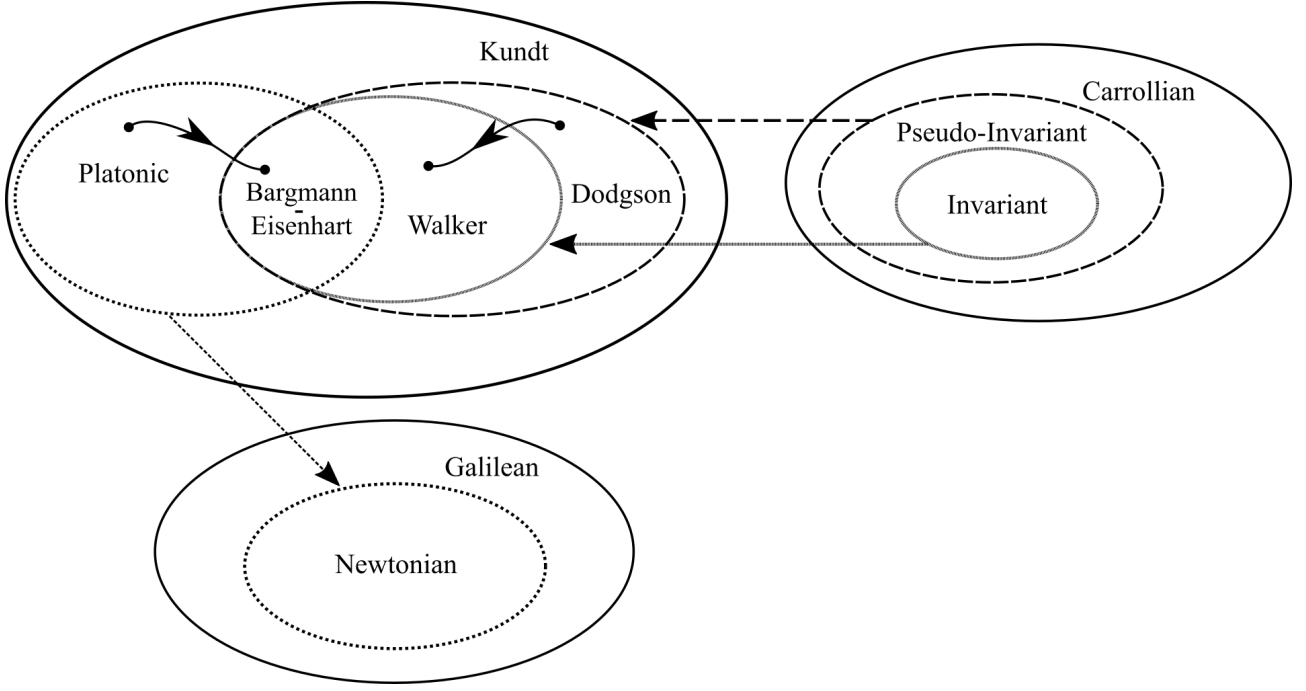 Kundt
Carrollian
Pseudo-Invariant
Platonic
Bargmann
-
Eisenhart
Walker
Dodgson
Invariant
Galilean
Newtonian